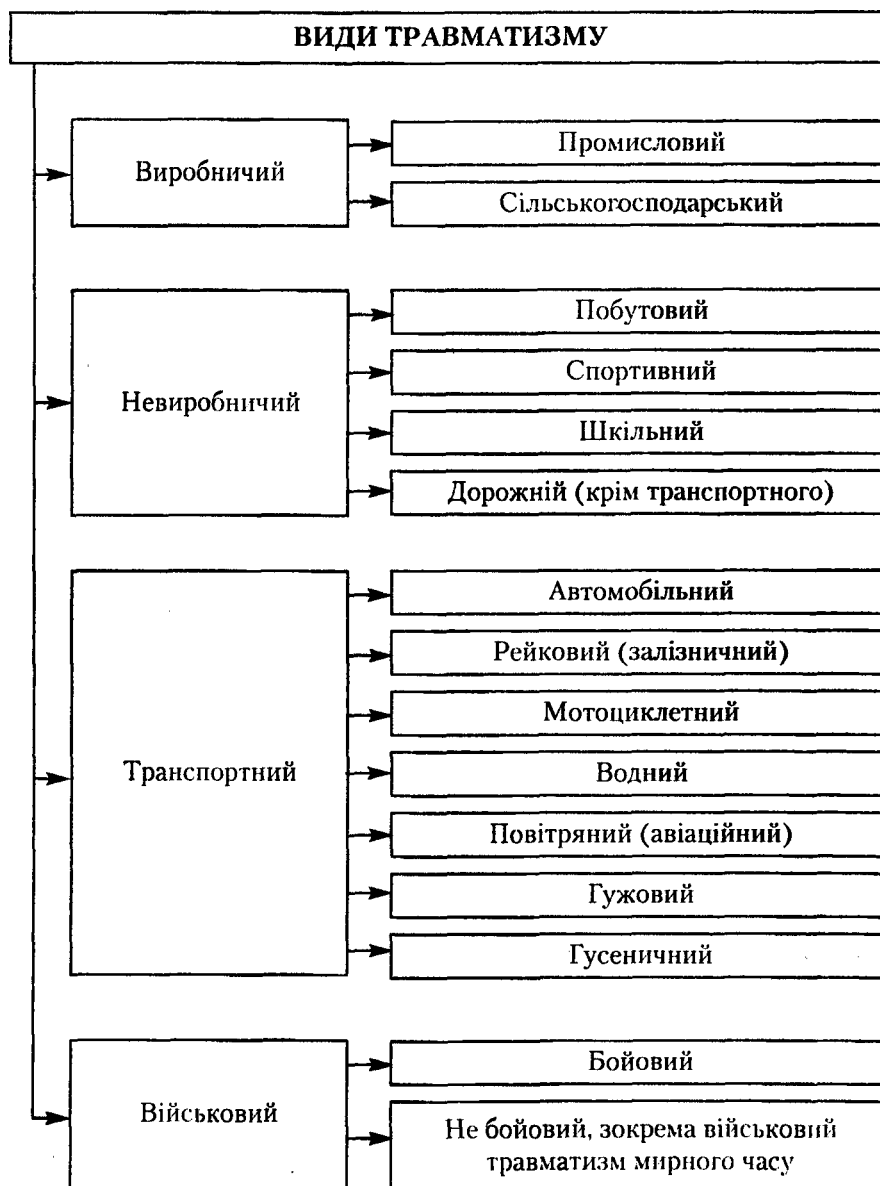 ВИДИ ТРАВМАТИЗМУ
Виробничий
Промисловий
Сільськогосподарський
Невиробничий
Побутовий
Спортивний
Шкільний
Дорожній (крім транспортного)
Транспортний
Автомобільний
Рейковий (залізничний)
Мотоциклетний
Водний
Повітряний (авіаційний)
Гужовий
Гусеничний
Військовий
Бойовий
Не бойовий, зокрема військовий
травматизм мирного часу